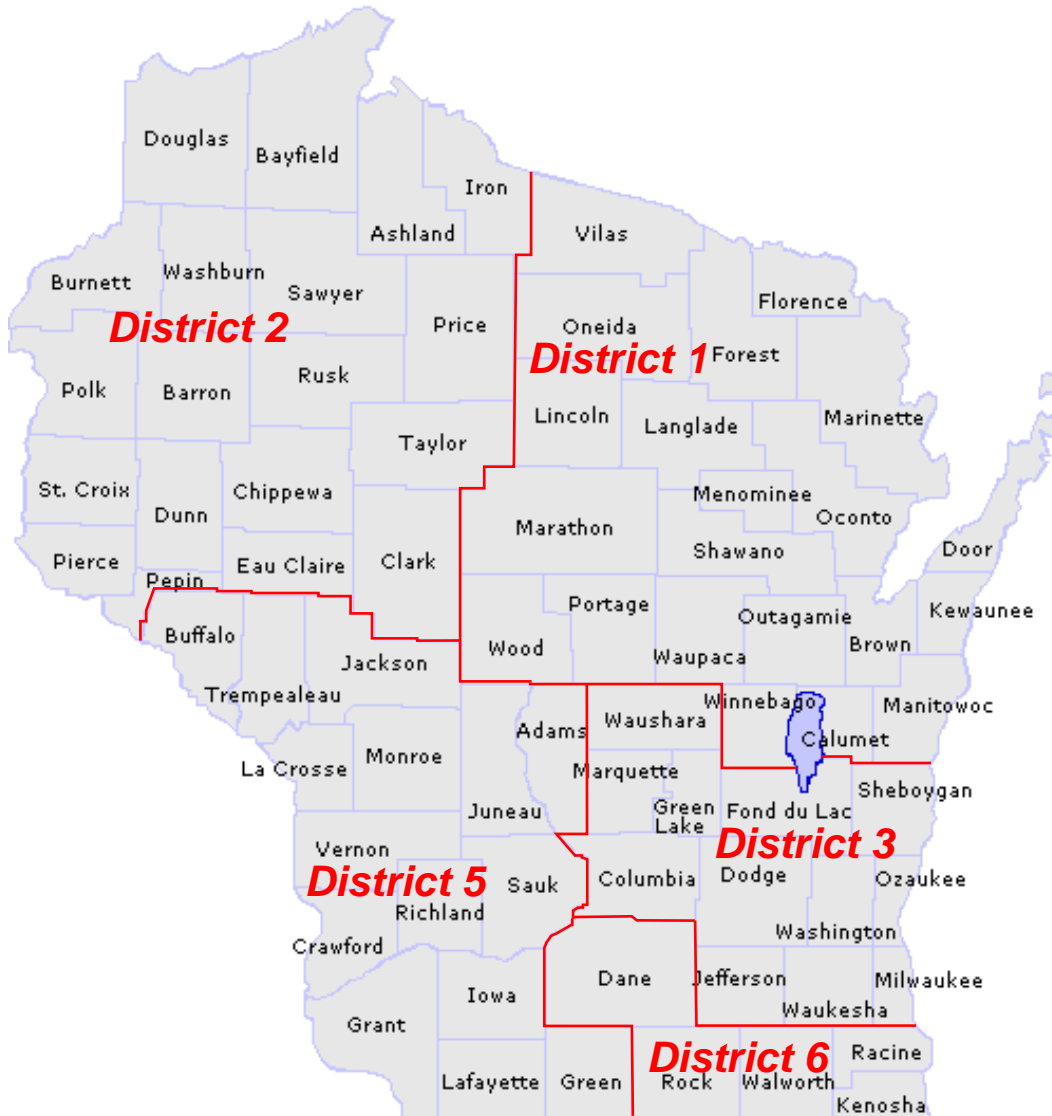 Douglas
Bayfield
Iron
Ashland
Vilas
Burnett
Washburn
Sawyer
Florence
District 2
Price
Oneida
District 1
Forest
Polk
Barron
Rusk
Lincoln
Langlade
Marinette
Taylor
St. Croix
Chippewa
Menominee
Dunn
Marathon
Oconto
Pierce
Eau Claire
Clark
Shawano
Door
Pepin
Portage
Outagamie
Kewaunee
Buffalo
Wood
Waupaca
Brown
Jackson
Trempealeau
Adams
Waushara
Winnebago
Manitowoc
Calumet
La Crosse
Monroe
Marquette
Sheboygan
Juneau
Green
Lake
Fond du Lac
District 3
Vernon
District 5
Sauk
Columbia
Dodge
Ozaukee
Richland
Washington
Crawford
Dane
Jefferson
Milwaukee
Iowa
Waukesha
Grant
District 6
Racine
Lafayette
Green
Rock
Walworth
Kenosha